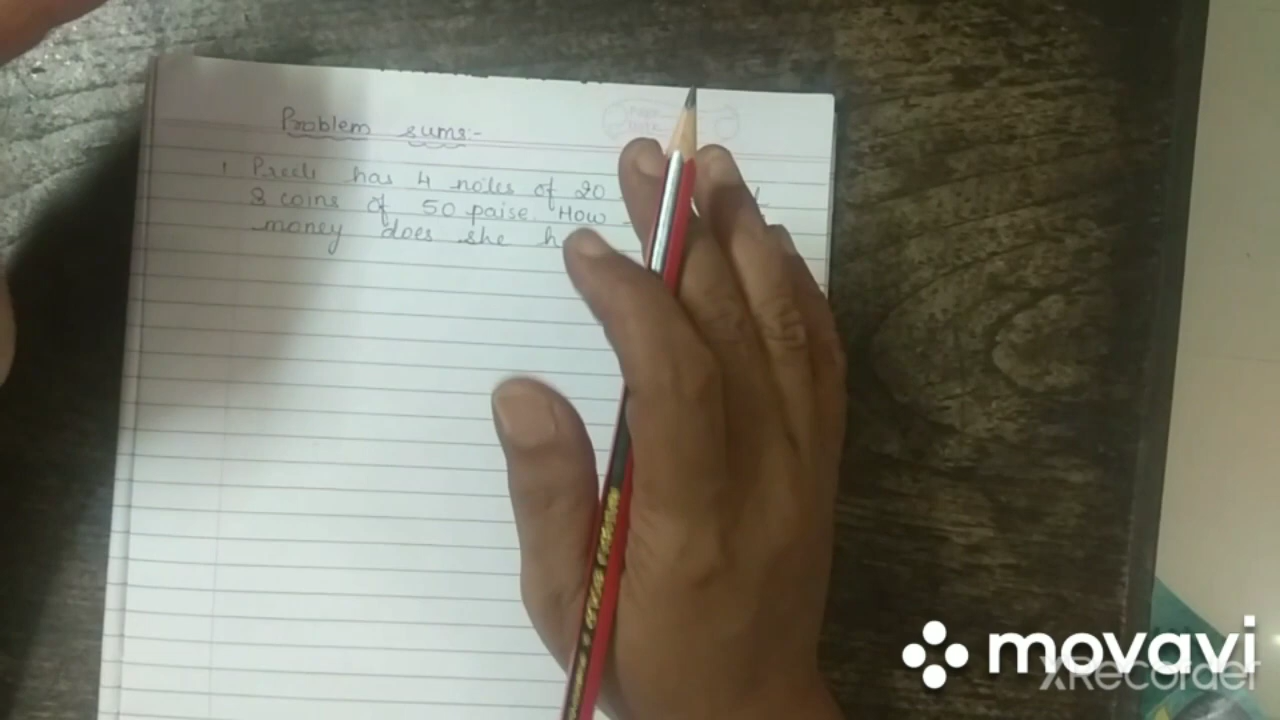 Problem sums:-
1. Preeti has 4 notes of 20
8 coins of 50 paise. How
money does she h
movavi
XRecorder